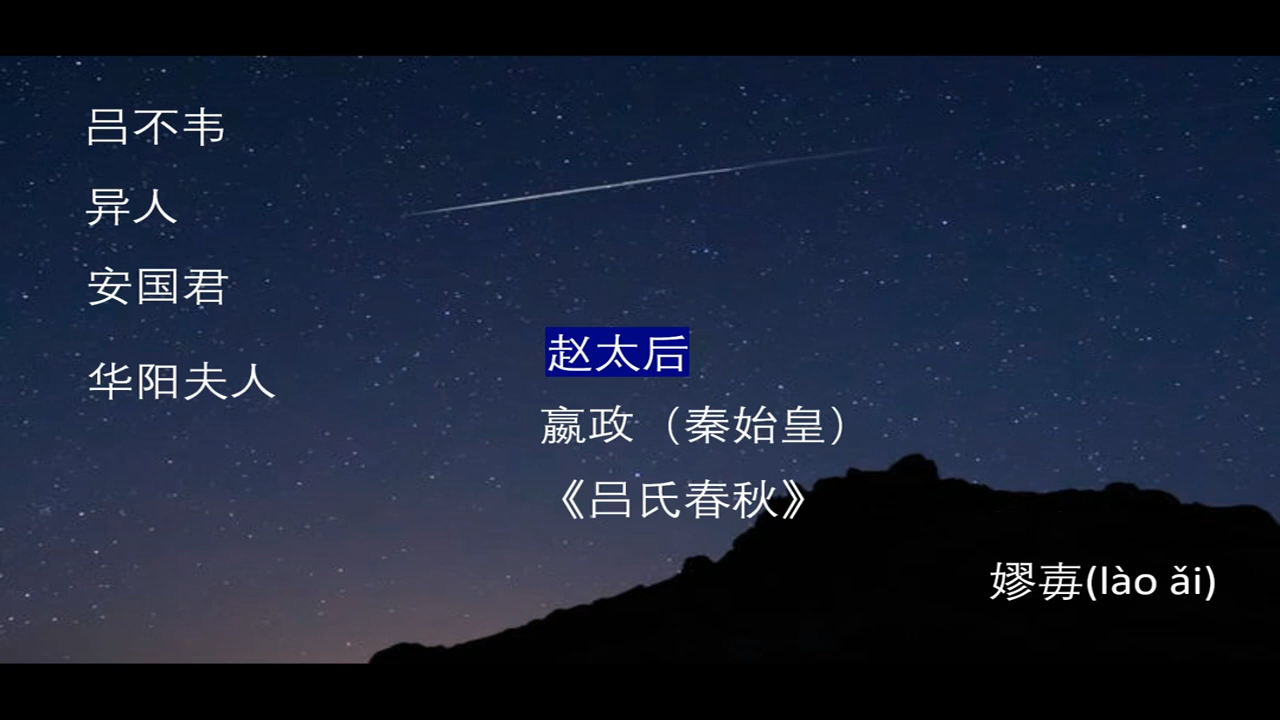 吕不韦
异人
安国君
华阳夫人
赵太后
嬴政（秦始皇）
《吕氏春秋》
嫪毐(lào ǎi)